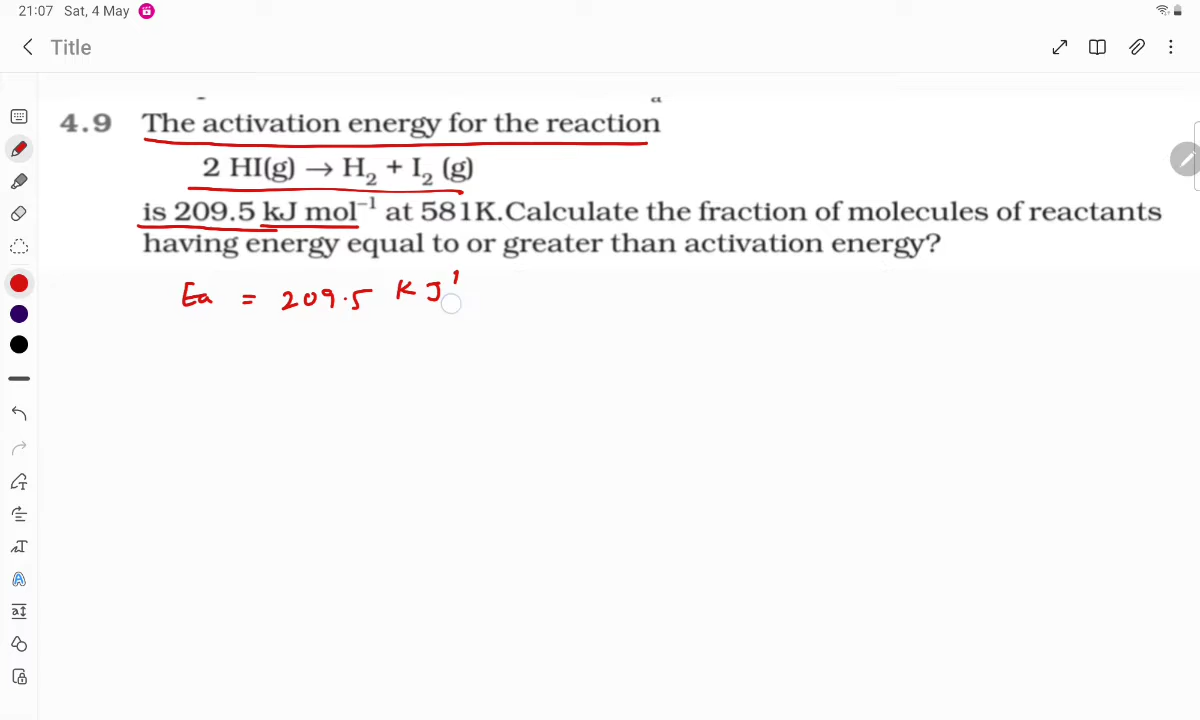 21:07 Sat, 4 May
Title
4.9 The activation energy for the reaction
2 HI(g) → H₂ + I₂ (g)
is 209.5 kJ mol⁻¹ at 581K.Calculate the fraction of molecules of reactants
having energy equal to or greater than activation energy?
Ea = 209.5 KJ